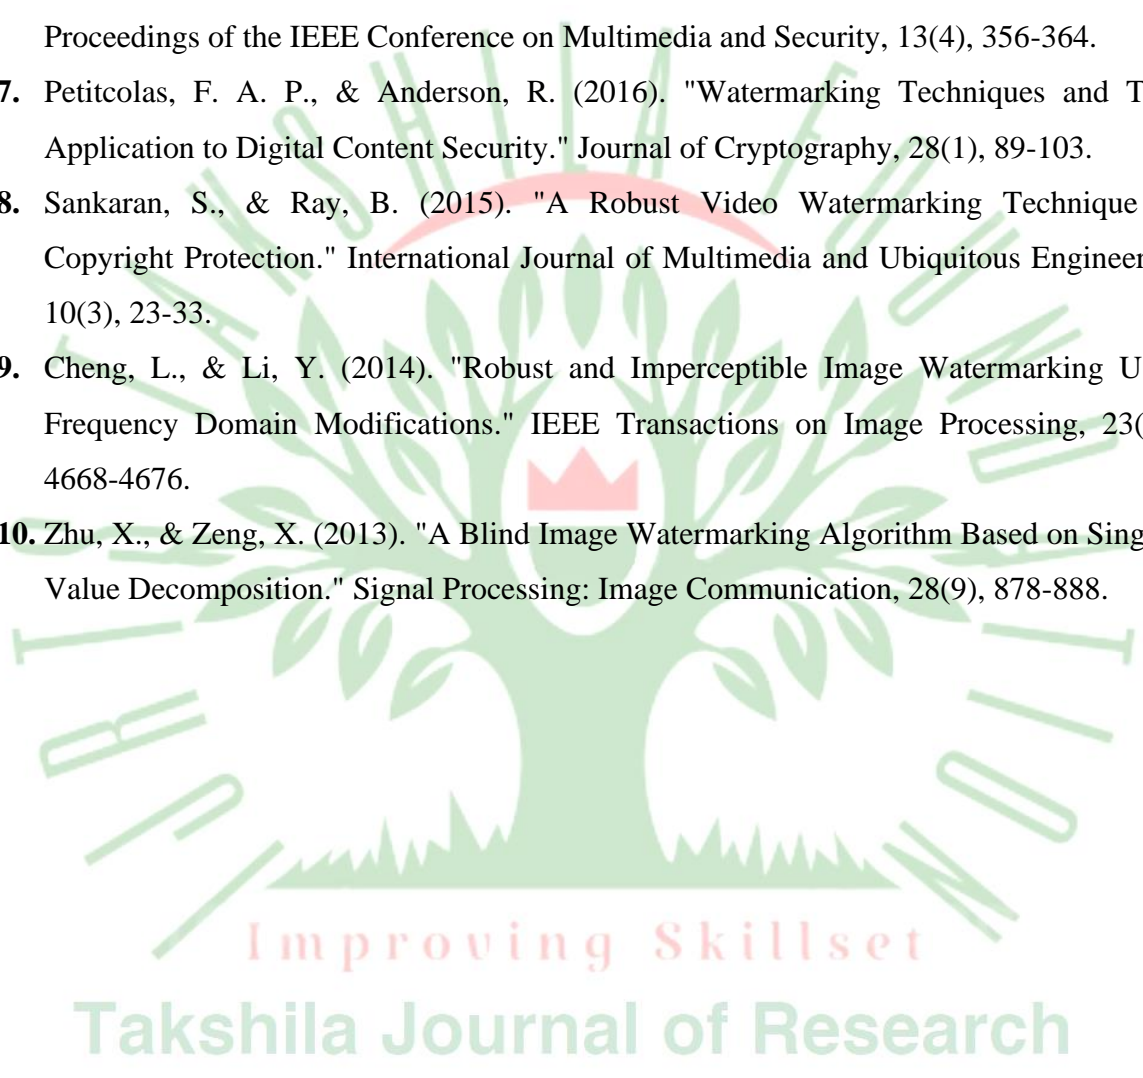 Proceedings of the IEEE Conference on Multimedia and Security, 13(4), 356-364.
7. Petitcolas, F. A. P., & Anderson, R. (2016). "Watermarking Techniques and T
Application to Digital Content Security." Journal of Cryptography, 28(1), 89-103.
8. Sankaran, S., & Ray, B. (2015). "A Robust Video Watermarking Technique
Copyright Protection." International Journal of Multimedia and Ubiquitous Engineer
10(3), 23-33.
9. Cheng, L., & Li, Y. (2014). "Robust and Imperceptible Image Watermarking U
Frequency Domain Modifications." IEEE Transactions on Image Processing, 23(
4668-4676.
10. Zhu, X., & Zeng, X. (2013). "A Blind Image Watermarking Algorithm Based on Sing
Value Decomposition." Signal Processing: Image Communication, 28(9), 878-888.
TAKSHILA FOUNDATION
Improving Skillset
Takshila Journal of Research